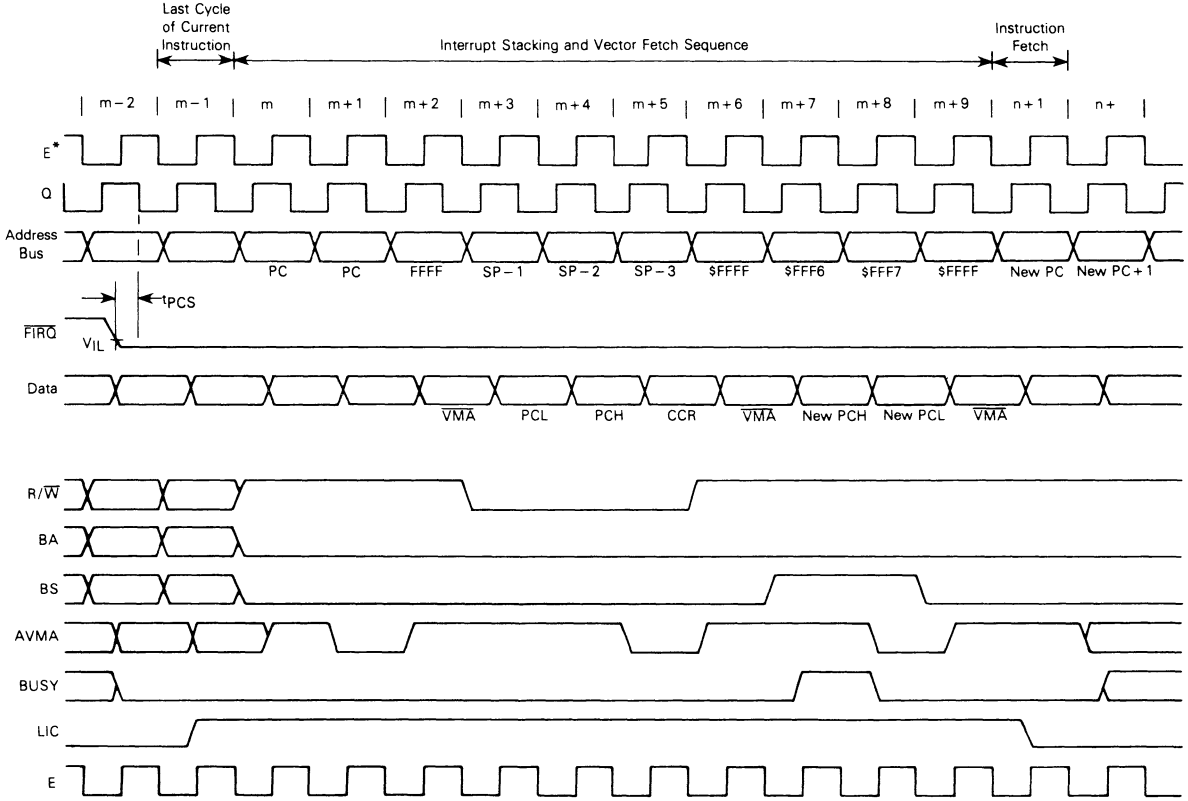 Last Cycle
of Current
Instruction
Interrupt Stacking and Vector Fetch Sequence
Instruction
Fetch
m-2 m-1 m m+1 m+2 m+3 m+4 m+5 m+6 m+7 m+8 m+9 n+1 n+
E*
Q
Address
Bus
PC PC FFFF SP-1 SP-2 SP-3 $FFFF $FFF6 $FFF7 $FFFF New PC New PC+1
tPCS
FIRQ
VIL
Data
VMA PCL PCH CCR VMA New PCH New PCL VMA
R/W
BA
BS
AVMA
BUSY
LIC
E